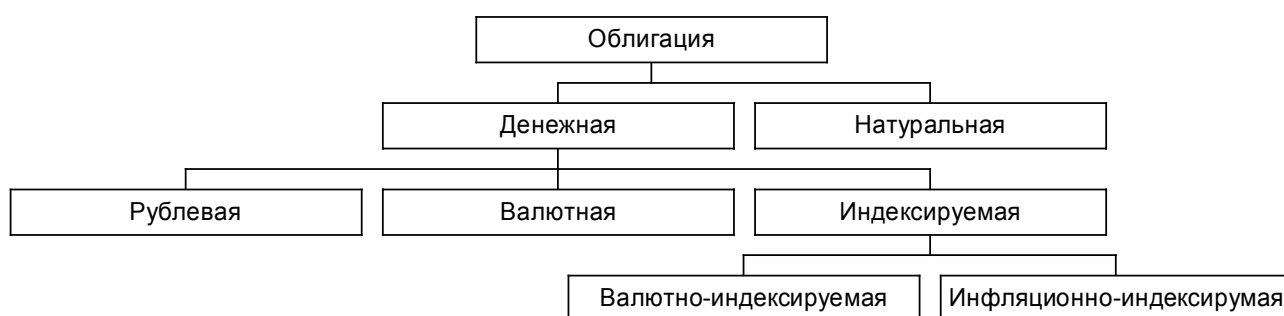 Облигация
Денежная
Натуральная
Рублевая
Валютная
Индексируемая
Валютно-индексируемая
Инфляционно-индексирумая